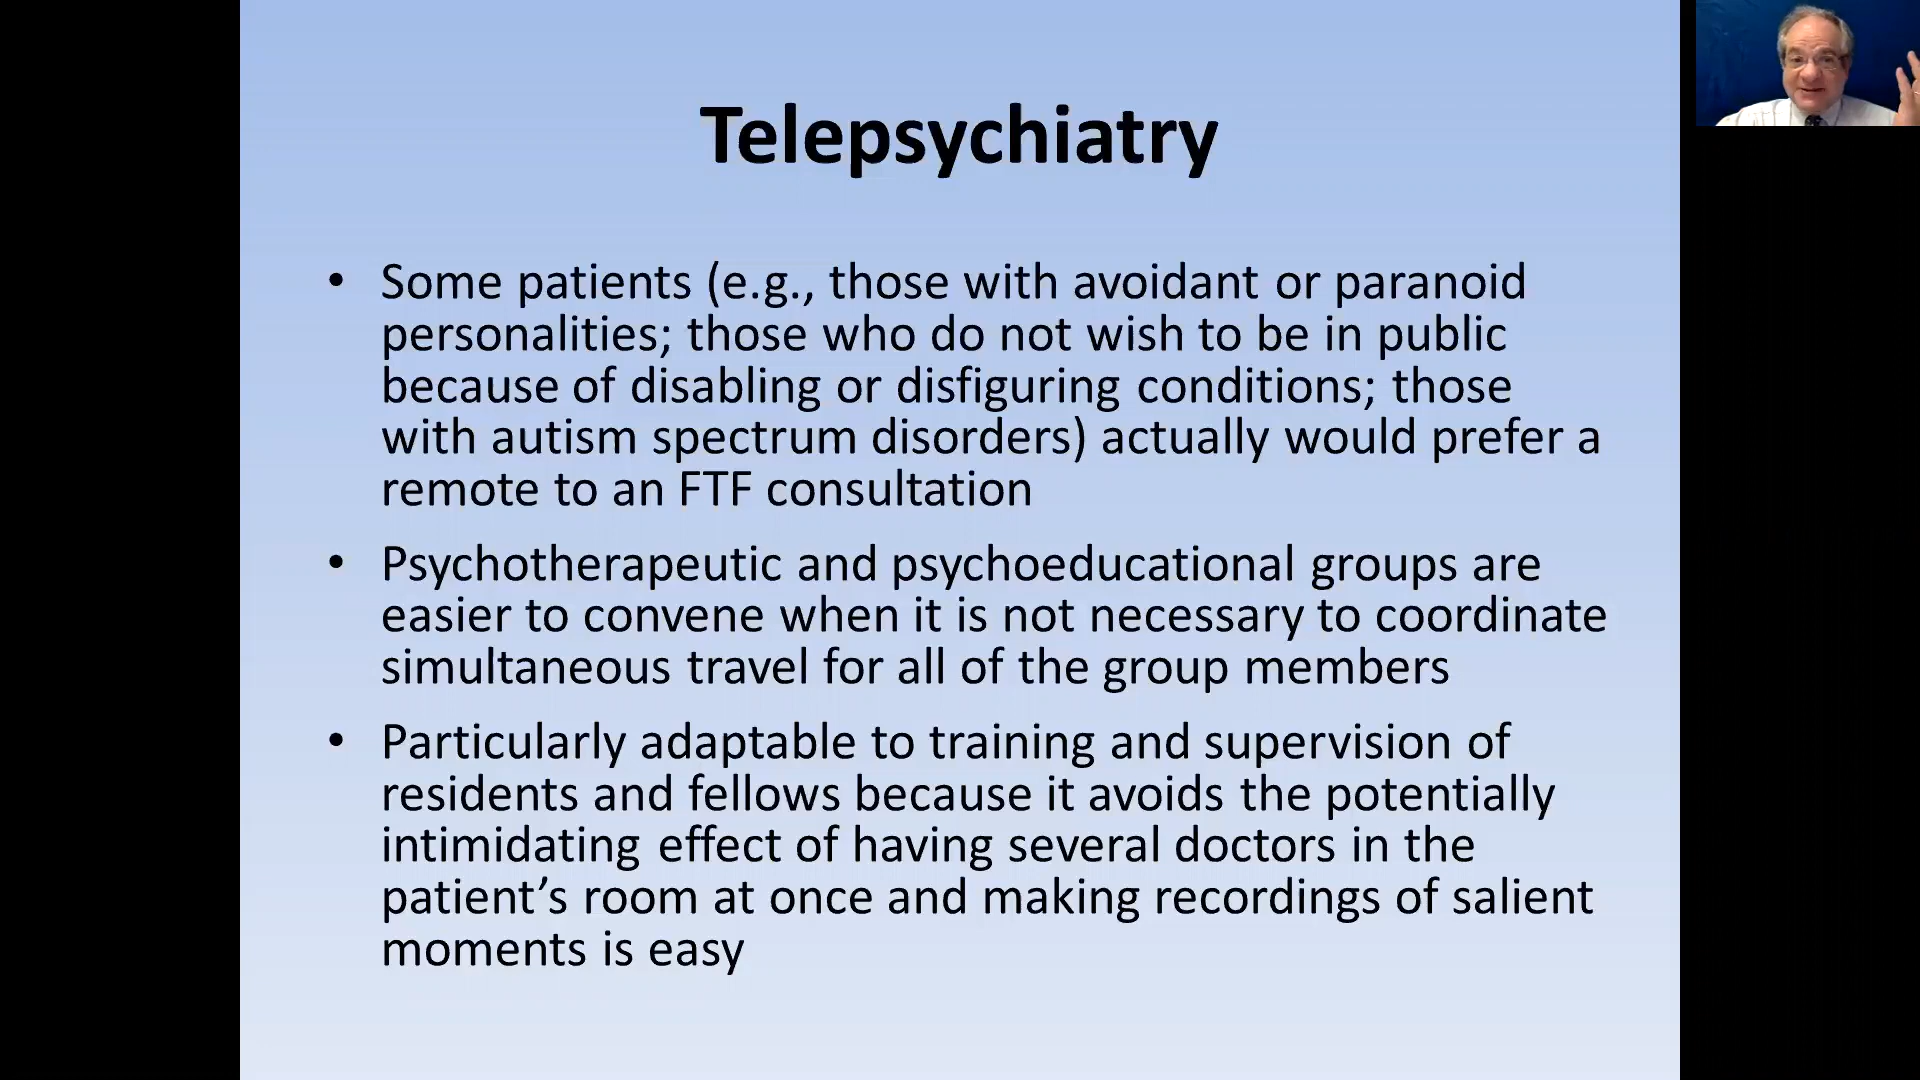 Telepsychiatry
• Some patients (e.g., those with avoidant or paranoid
personalities; those who do not wish to be in public
because of disabling or disfiguring conditions; those
with autism spectrum disorders) actually would prefer a
remote to an FTF consultation
• Psychotherapeutic and psychoeducational groups are
easier to convene when it is not necessary to coordinate
simultaneous travel for all of the group members
• Particularly adaptable to training and supervision of
residents and fellows because it avoids the potentially
intimidating effect of having several doctors in the
patient’s room at once and making recordings of salient
moments is easy